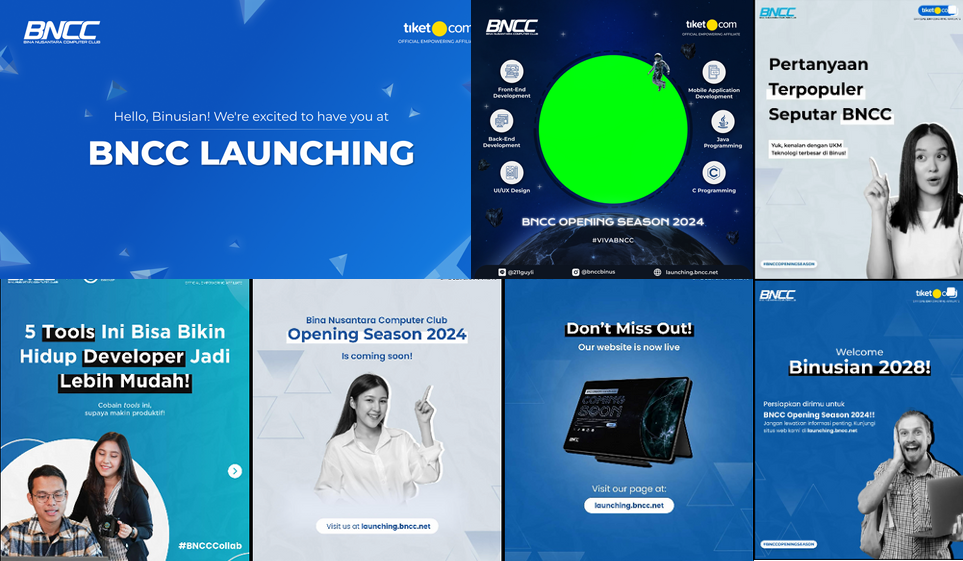 BNCC
BINA NUSANTARA COMPUTER CLUB
tiket com
OFFICIAL EMPOWERING AFFILIA
Hello, Binusian! We're excited to have you at
BNCC LAUNCHING
BNCC
BINA NUSANTARA COMPUTER CLUB
tiket com
OFFICIAL EMPOWERING AFFILIATE
Front-End
Development
Mobile Application
Development
Back-End
Development
Java
Programming
UI/UX Design
C Programming
BNCC OPENING SEASON 2024
#VIVABNCC
@211guyli
@bnccbinus
launching.bncc.net
BNCC
tiket
Pertanyaan
Terpopuler
Seputar BNCC
Yuk, kenalan dengan UKM
Teknologi terbesar di Binus!
#BNCCOPENINGSEASON
5 Tools Ini Bisa Bikin
Hidup Developer Jadi
Lebih Mudah!
Cobain tools ini,
supaya makin produktif!
#BNCCCollab
Bina Nusantara Computer Club
Opening Season 2024
Is coming soon!
Visit us at launching.bncc.net
Don't Miss Out!
Our website is now live
COMING
SOON
BNCC
Visit our page at:
launching.bncc.net
BNCC
tiket
Welcome
Binusian 2028!
Persiapkan dirimu untuk
BNCC Opening Season 2024!!
Jangan lewatkan informasi penting. Kunjungi
situs web kami di launching.bncc.net
#BNCCOPENINGSEASON